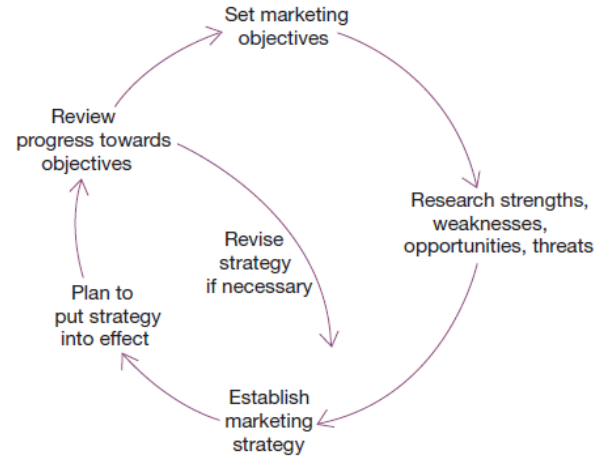 Set marketing
objectives
Research strengths,
weaknesses,
opportunities, threats
Establish
marketing
strategy
Plan to
put strategy
into effect
Review
progress towards
objectives
Revise
strategy
if necessary